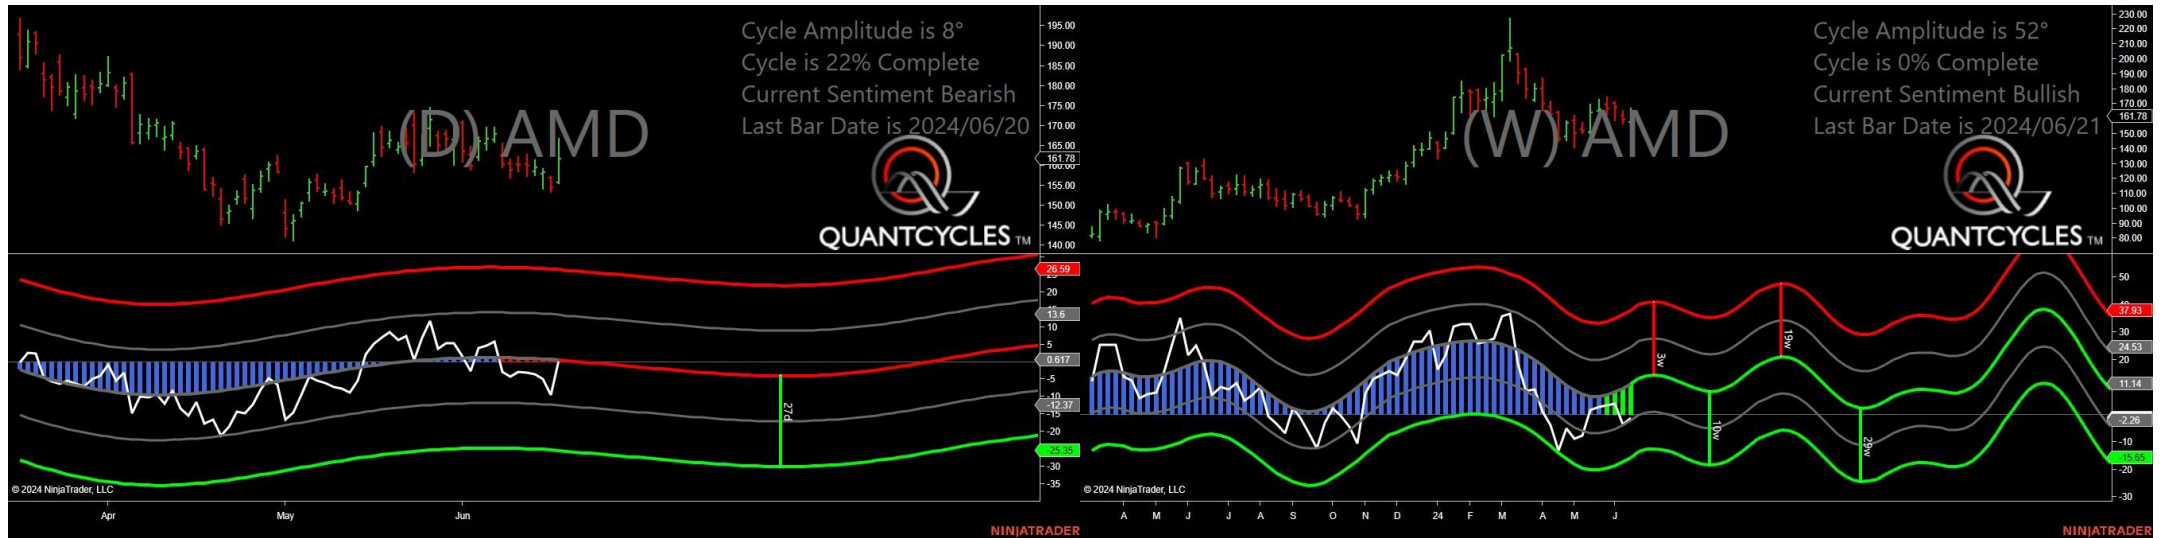 Cycle Amplitude is 8°
Cycle is 22% Complete
Current Sentiment Bearish
Last Bar Date is 2024/06/20
(D) AMD
QUANTCYCLES TM
195.00
190.00
185.00
180.00
175.00
170.00
165.00
161.78
160.00
155.00
150.00
145.00
140.00
26.59
20
13.6
10
5
0.617
-5
-10
-12.37
-15
-20
-25.35
-30
-35
27d
© 2024 NinjaTrader, LLC
Apr May Jun
NINJATRADER
Cycle Amplitude is 52°
Cycle is 0% Complete
Current Sentiment Bullish
Last Bar Date is 2024/06/21
(W) AMD
QUANTCYCLES TM
230.00
220.00
210.00
200.00
190.00
180.00
170.00
161.78
150.00
140.00
130.00
120.00
110.00
100.00
90.00
80.00
50
37.93
30
24.53
20
11.14
-2.26
-10
-15.65
-20
-30
3w
10w
19w
29w
© 2024 NinjaTrader, LLC
A M J J A S O N D 24 F M A M J
NINJATRADER